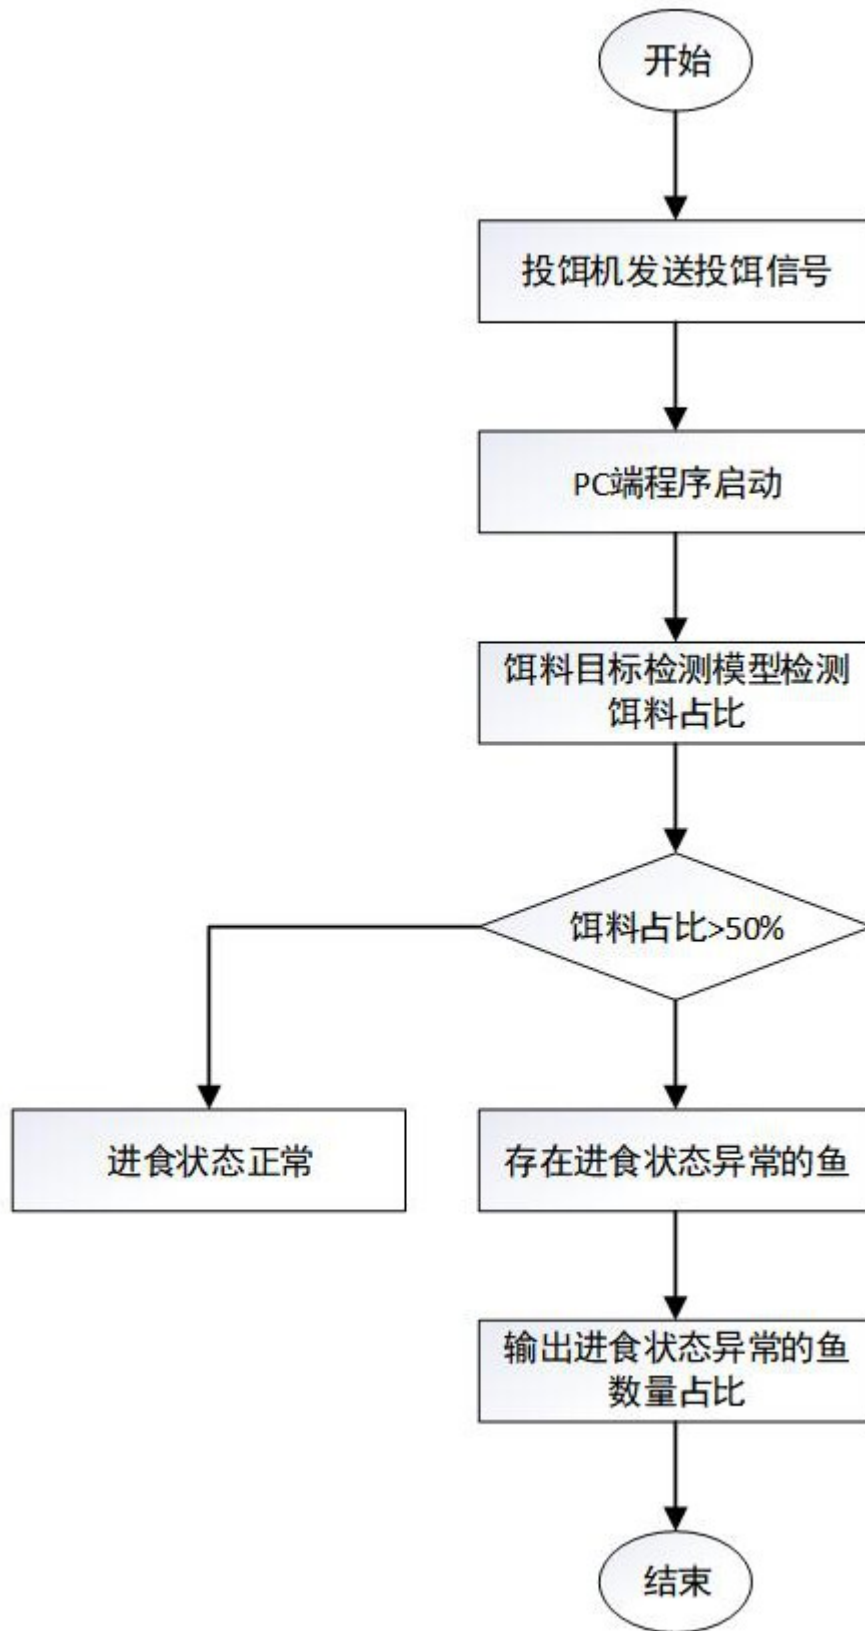 开始
投饵机发送投饵信号
PC端程序启动
饵料目标检测模型检测
饵料占比
饵料占比>50%
进食状态正常
存在进食状态异常的鱼
输出进食状态异常的鱼
数量占比
结束